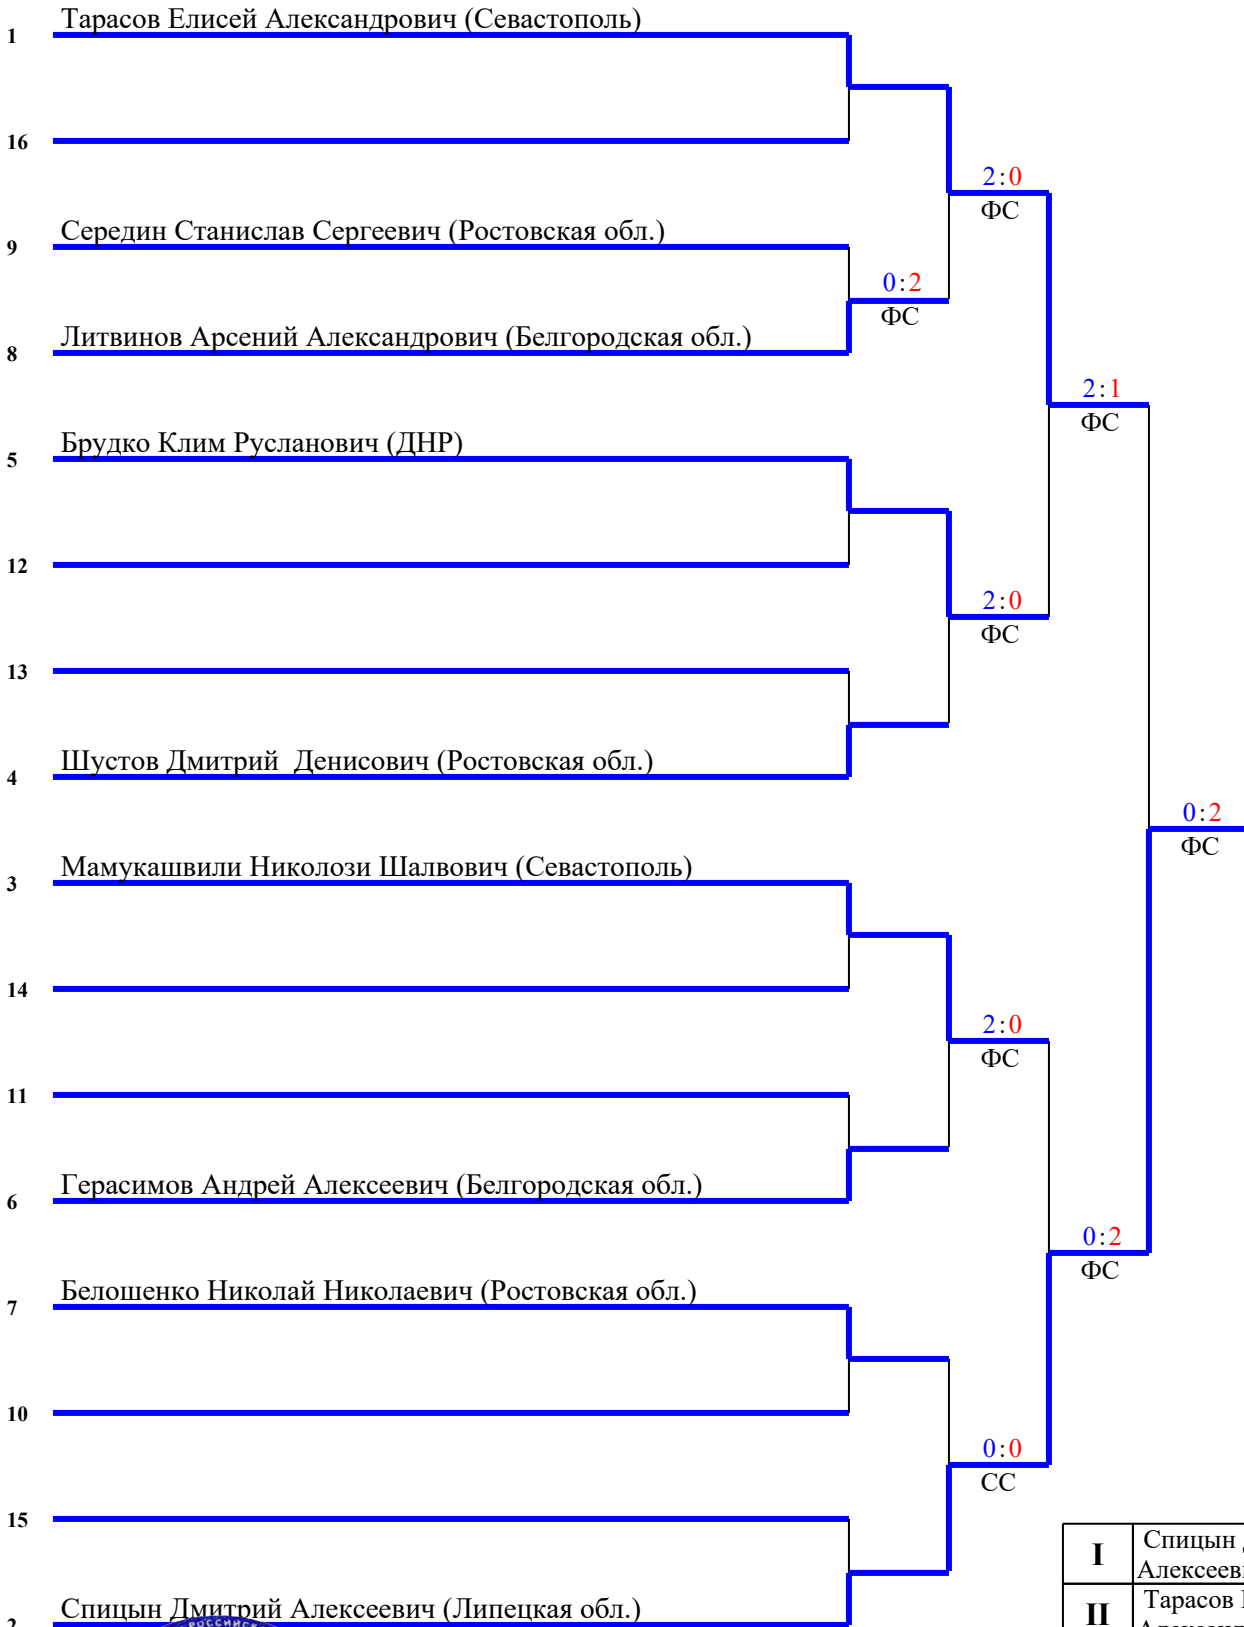 Тарасов Елисей Александрович (Севастополь)
1
16
2:0
ФС
Середин Станислав Сергеевич (Ростовская обл.)
9
0:2
ФС
Литвинов Арсений Александрович (Белгородская обл.)
8
2:1
ФС
Брудко Клим Русланович (ДНР)
5
12
2:0
ФС
13
Шустов Дмитрий Денисович (Ростовская обл.)
4
0:2
ФС
Мамукашвили Николози Шалвович (Севастополь)
3
14
2:0
ФС
11
Герасимов Андрей Алексеевич (Белгородская обл.)
6
0:2
ФС
Белошенко Николай Николаевич (Ростовская обл.)
7
10
0:0
СС
15
I Спицын
Спицын Дмитрий Алексеевич (Липецкая обл.)
2
II Тарасов